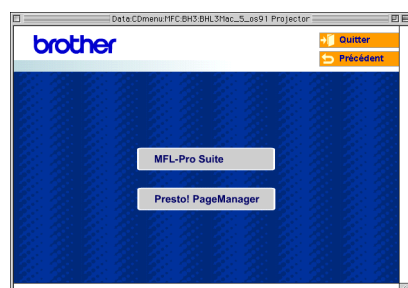 Data:CDmenu:MFC:BH3:BHL3Mac_5_os91 Projector
brother
Quitter
Précédent
MFL-Pro Suite
Presto! PageManager